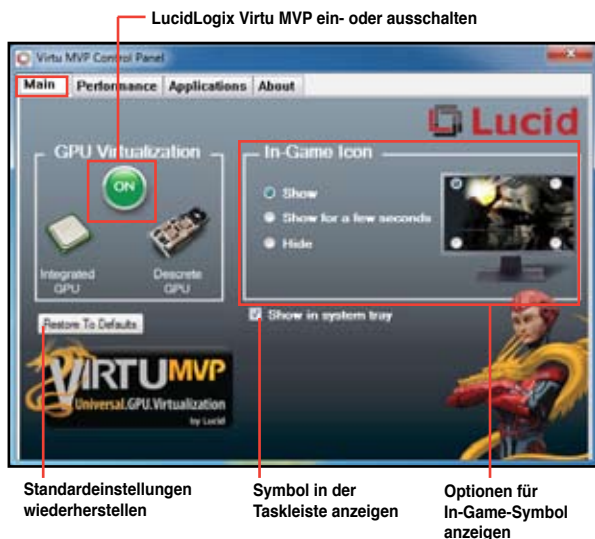 LucidLogix Virtu MVP ein- oder ausschalten
Virtu MVP Control Panel
Main Performance Applications About
Lucid
GPU Virtualization
In-Game Icon
ON
Show
Show for a few seconds
Hide
Integrated
GPU
Descrete
GPU
Restore To Defaults
Show in system tray
VIRTU MVP
Universal.GPU.Virtualization
by Lucid
Standardeinstellungen
wiederherstellen
Symbol in der
Taskleiste anzeigen
Optionen für
In-Game-Symbol
anzeigen